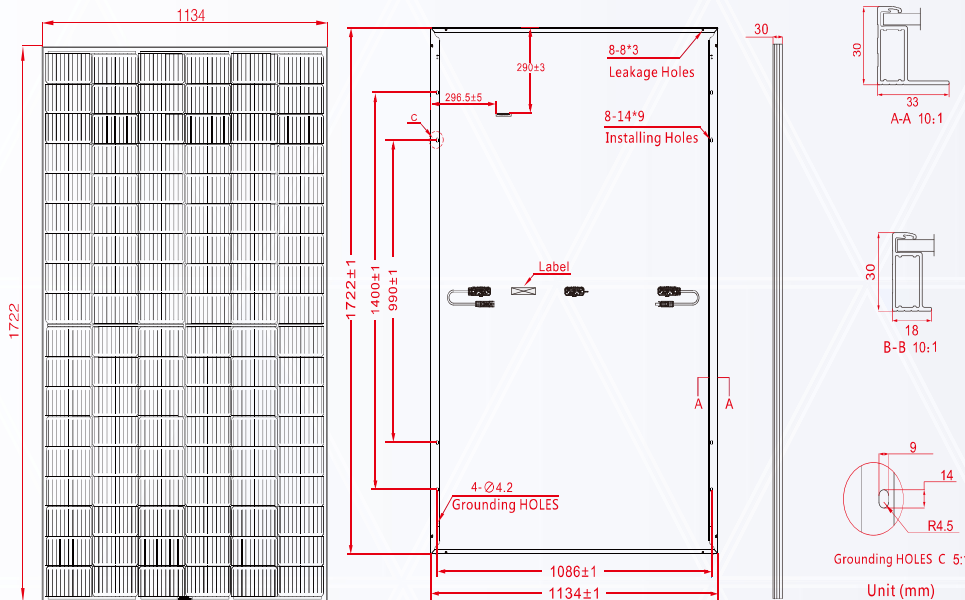 1134
1722
1722±1
1400±1
990±1
296.5±5
290±3
C
8-8*3
Leakage Holes
8-14*9
Installing Holes
Label
A A
4-Ø4.2
Grounding HOLES
1086±1
1134±1
30
30
33
A-A 10:1
30
18
B-B 10:1
9
14
R4.5
Grounding HOLES C 5:1
Unit (mm)